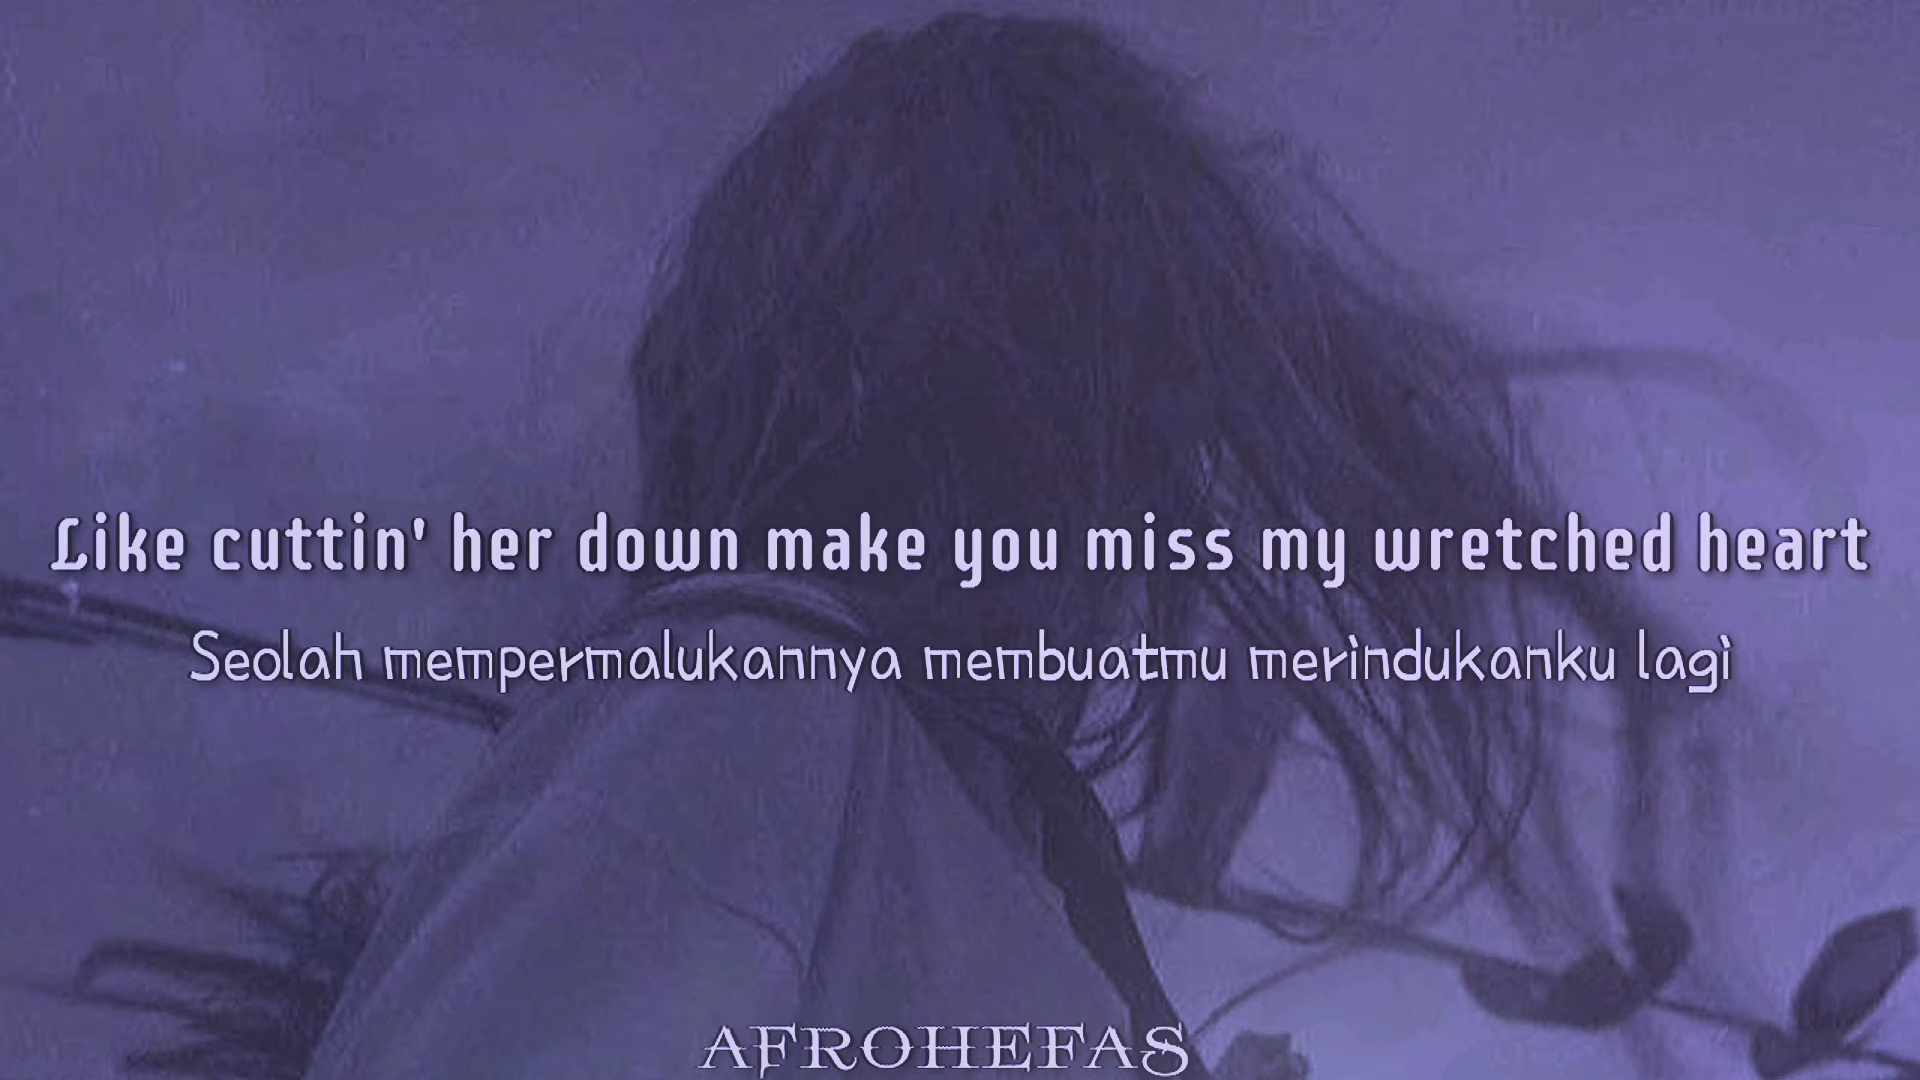 Like cuttin' her down make you miss my wretched heart
Seolah mempermalukannya membuatmu merindukanku lagi
AFROHEFAS